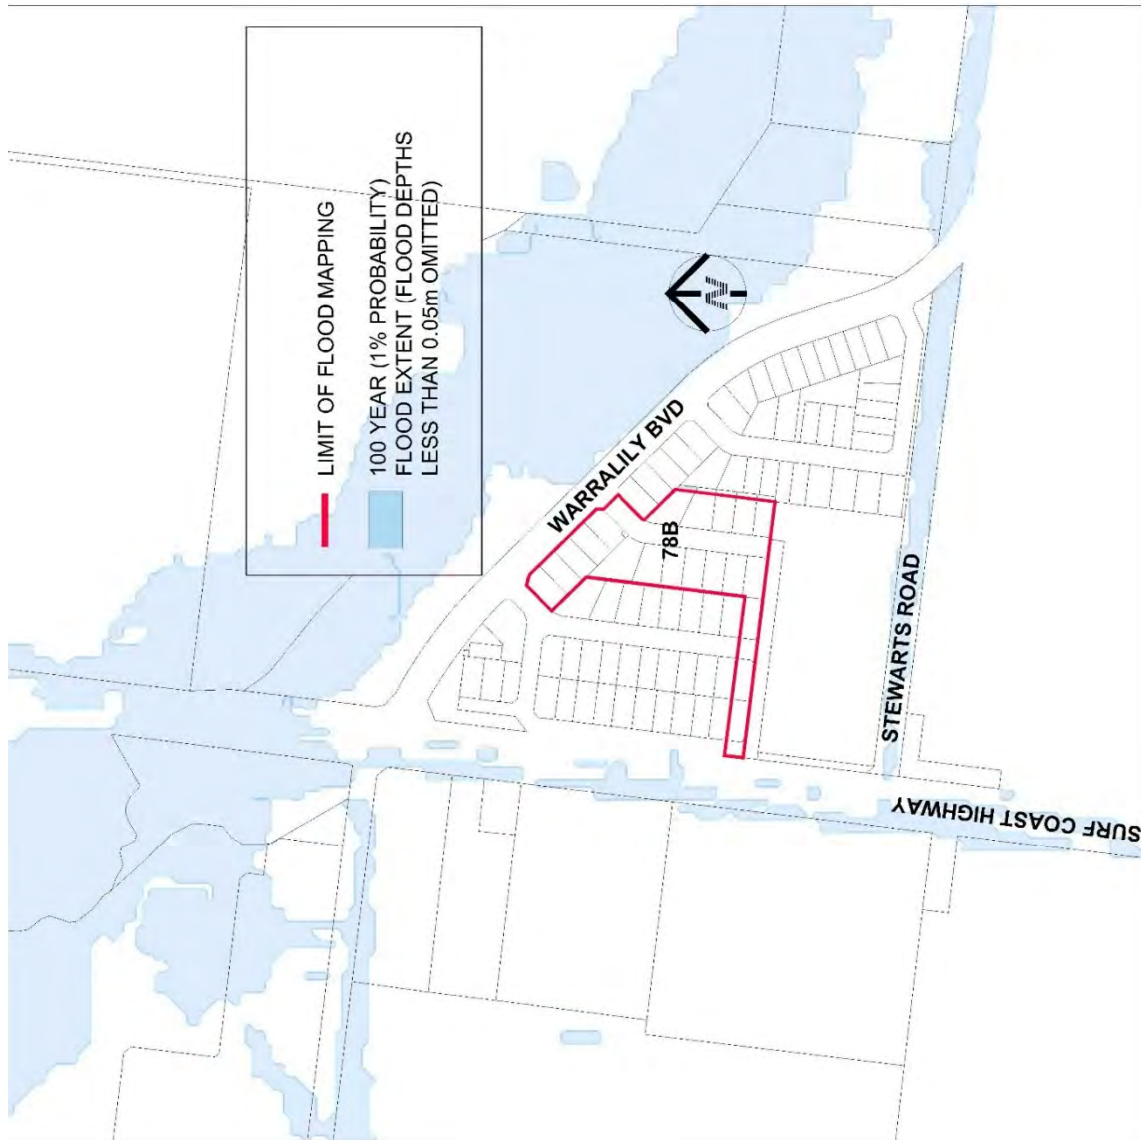 LIMIT OF FLOOD MAPPING
100 YEAR (1% PROBABILITY)
FLOOD EXTENT (FLOOD DEPTHS
LESS THAN 0.05m OMITTED)
N
WARRALILY BVD
78B
STEWARTS ROAD
SURF COAST HIGHWAY